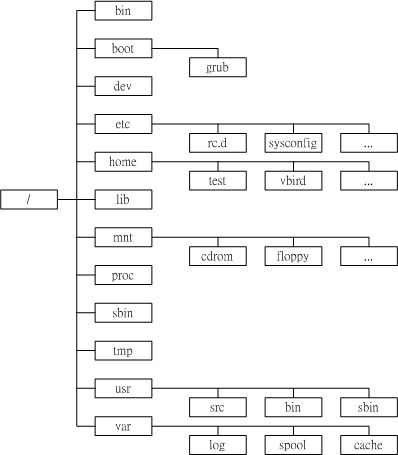 bin
boot
grub
dev
etc
rc.d sysconfig ...
home
test vbird ...
/ lib
mnt
cdrom floppy ...
proc
sbin
tmp
usr
src bin sbin
var
log spool cache